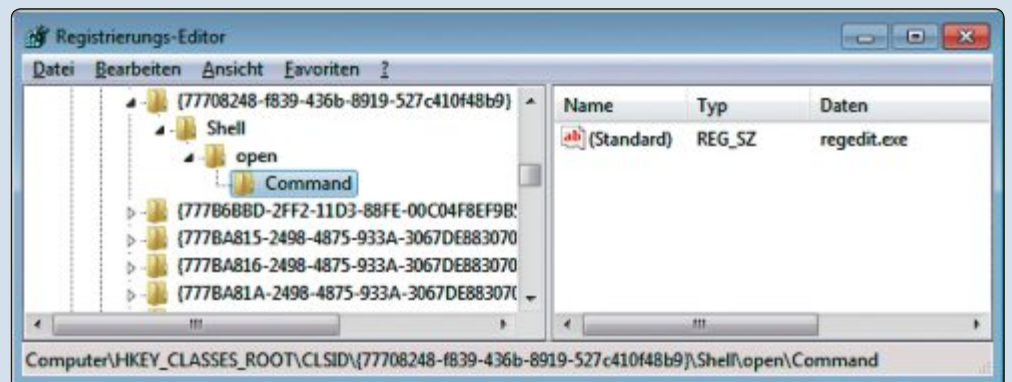 Registrierungs-Editor
Datei Bearbeiten Ansicht Favoriten ?
{77708248-f839-436b-8919-527c410f48b9}
Shell
open
Command
{777B6BBD-2FF2-11D3-88FE-00C04F8EF9B5
{777BA815-2498-4875-933A-3067DE883070
{777BA816-2498-4875-933A-3067DE883070
{777BA81A-2498-4875-933A-3067DE883070
Name Typ Daten
ab (Standard) REG_SZ regedit.exe
Computer\HKEY_CLASSES_ROOT\CLSID\{77708248-f839-436b-8919-527c410f48b9}\Shell\open\Command